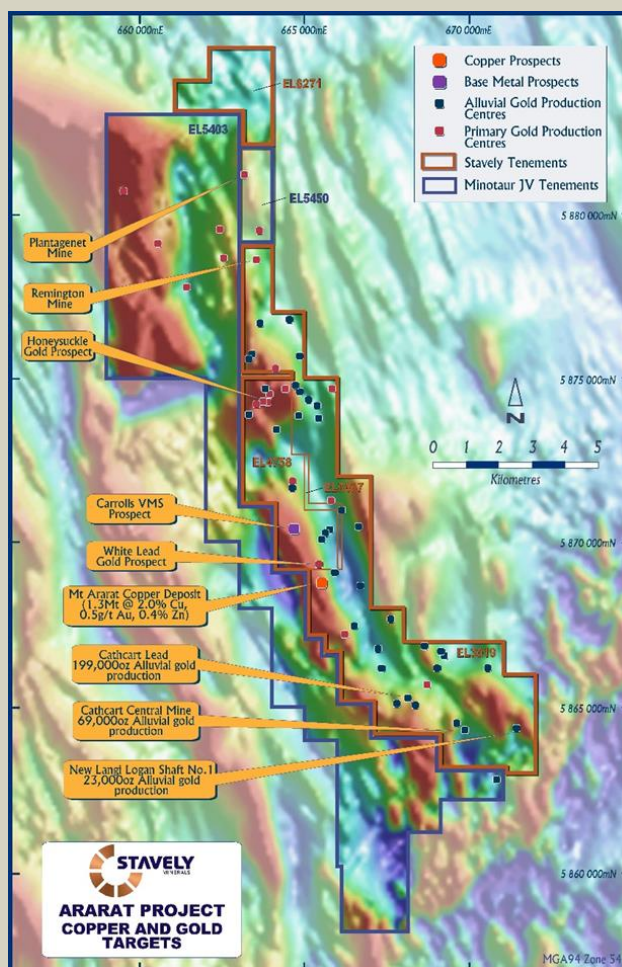 660 000mE
665 000mE
670 000mE
Copper Prospects
Base Metal Prospects
Alluvial Gold Production
Centres
Primary Gold Production
Centres
Stavely Tenements
Minotaur JV Tenements
EL6271
EL5403
EL5450
5 880 000mN
Plantagenet
Mine
Remington
Mine
Honeysuckle
Gold Prospect
5 875 000mN
N
0 1 2 3 4 5
Kilometres
EL4758
Carrolls VMS
Prospect
5 870 000mN
White Lead
Gold Prospect
Mt Ararat Copper Deposit
(1.3Mt @ 2.0% Cu,
0.5g/t Au, 0.4% Zn)
Cathcart Lead
199,000oz Alluvial gold
production
Cathcart Central Mine
69,000oz Alluvial gold
production
5 865 000mN
New Langi Logan Shaft No.1
23,000oz Alluvial gold
production
5 860 000mN
STAVELY
MINERALS
ARARAT PROJECT
COPPER AND GOLD
TARGETS
MGA94 Zone 54